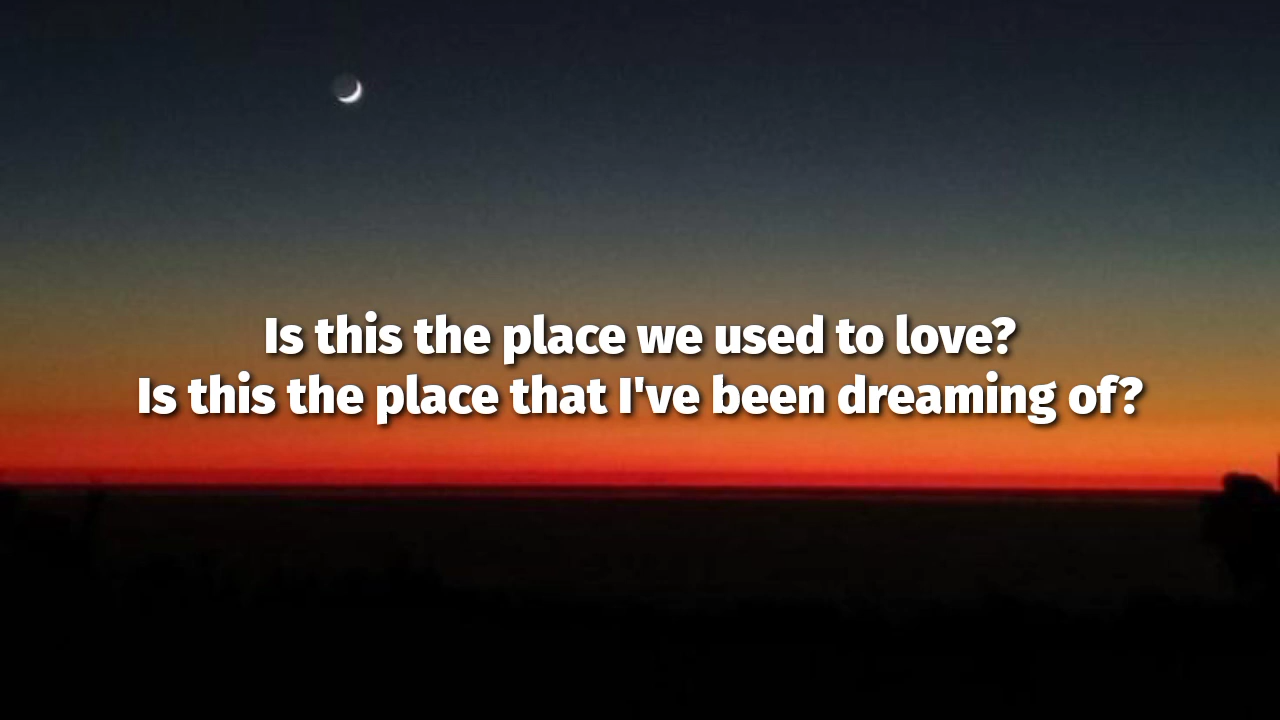 Is this the place we used to love?
Is this the place that I've been dreaming of?